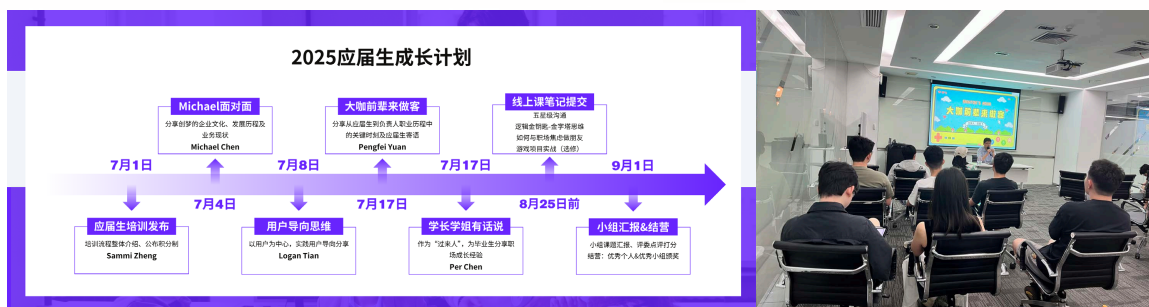 2025应届生成长计划
Michael面对面
分享创梦的企业文化、发展历程及
业务现状
Michael Chen
大咖前辈来做客
分享从应届生到负责人职业历程中
的关键时刻及应届生寄语
Pengfei Yuan
线上课笔记提交
五星级沟通
逻辑金钥匙-金字塔思维
如何与职场焦虑做朋友
游戏项目实战（选修）
7月1日
7月8日
7月17日
9月1日
7月4日
7月17日
8月25日前
应届生培训发布
培训流程整体介绍、公布积分制
Sammi Zheng
用户导向思维
以用户为中心，实践用户导向分享
Logan Tian
学长学姐有话说
作为“过来人”，为毕业生分享职
场成长经验
Per Chen
小组汇报&结营
小组课题汇报、评委点评打分
结营：优秀个人&优秀小组颁奖
大咖前辈来做客